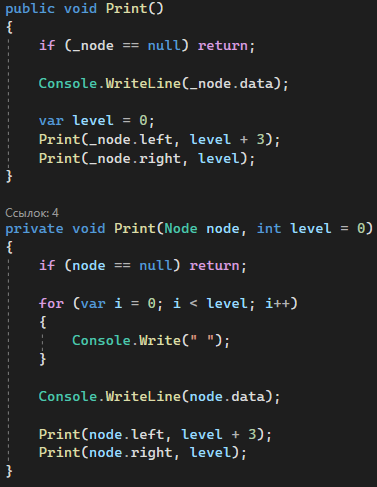 public void Print()
{
    if (_node == null) return;

    Console.WriteLine(_node.data);

    var level = 0;
    Print(_node.left, level + 3);
    Print(_node.right, level);
}

Ссылок: 4
private void Print(Node node, int level = 0)
{
    if (node == null) return;

    for (var i = 0; i < level; i++)
    {
        Console.Write(" ");
    }

    Console.WriteLine(node.data);

    Print(node.left, level + 3);
    Print(node.right, level);
}